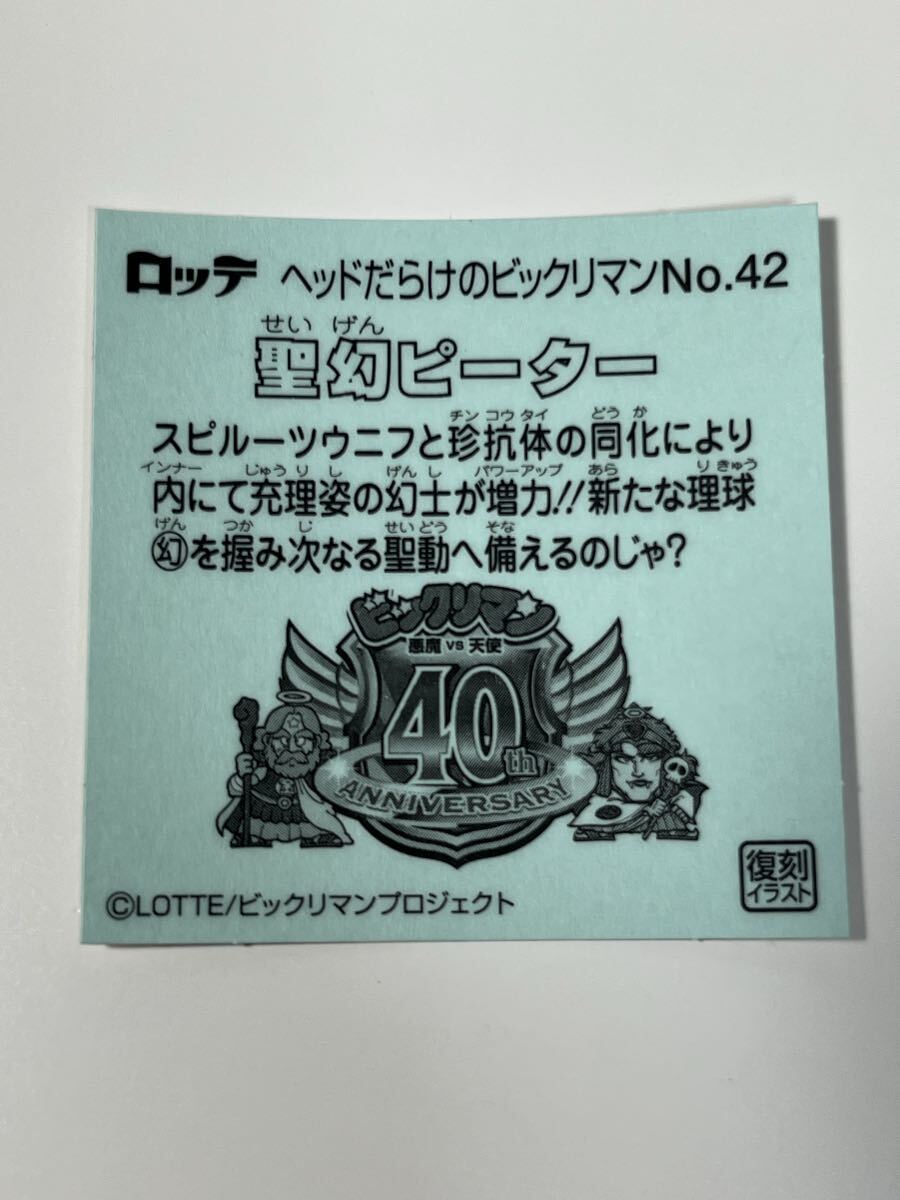 ロッテ ヘッドだらけのビックリマンNo.42
せい げん
聖幻ピーター
チン コウ タイ どう か
スピルーツゥニフと珍抗体の同化により
インナー じゅう り し げん し パワーアップ あら り きゅう
内にて充理姿の幻士が増力!!新たな理球
げん つか じ せい どう そな
㋑幻を握み次なる聖動へ備えるのじゃ?
ビックリマン
悪魔 VS 天使
40th
ANNIVERSARY
復刻
イラスト
©LOTTE/ビックリマンプロジェクト